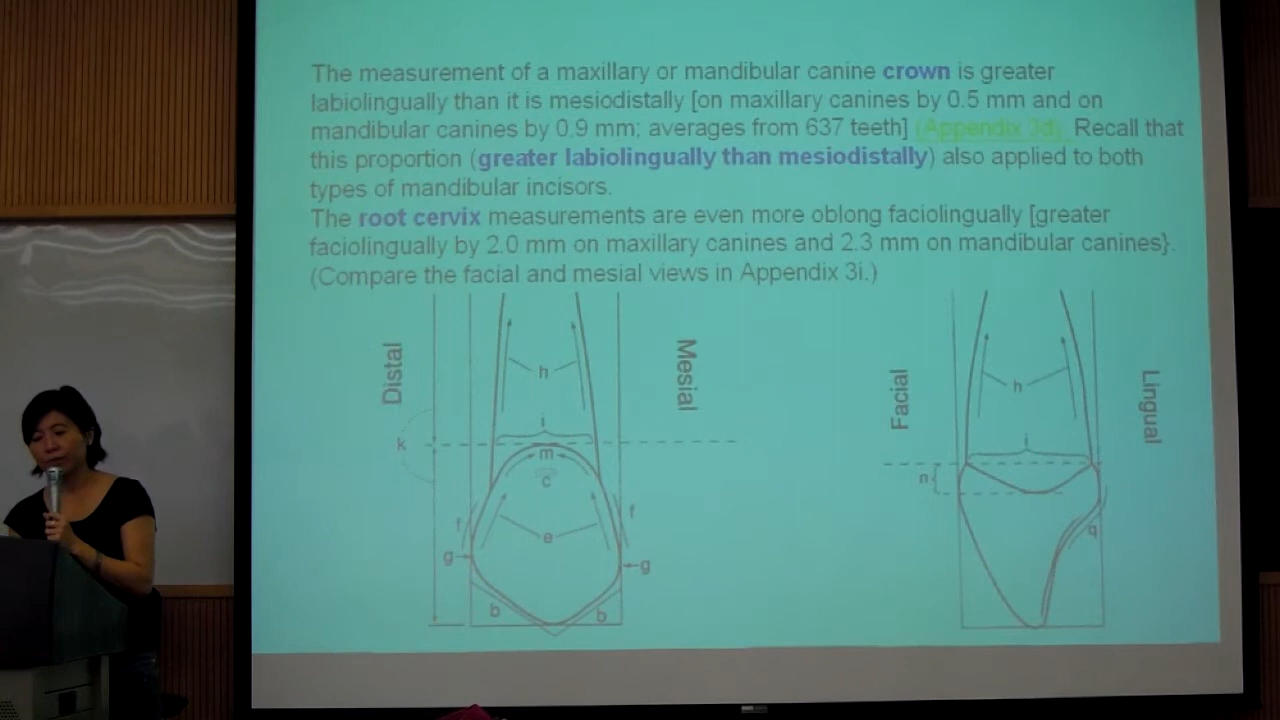 The measurement of a maxillary or mandibular canine crown is greater
labiolingually than it is mesiodistally [on maxillary canines by 0.5 mm and on
mandibular canines by 0.9 mm; averages from 637 teeth] (Appendix 3d). Recall that
this proportion (greater labiolingually than mesiodistally) also applied to both
types of mandibular incisors.
The root cervix measurements are even more oblong faciolingually [greater
faciolingually by 2.0 mm on maxillary canines and 2.3 mm on mandibular canines}.
(Compare the facial and mesial views in Appendix 3i.)
Distal
Mesial
h
i
k
m
c
f
f
e
g
g
b
b
Facial
Lingual
h
i
n
q